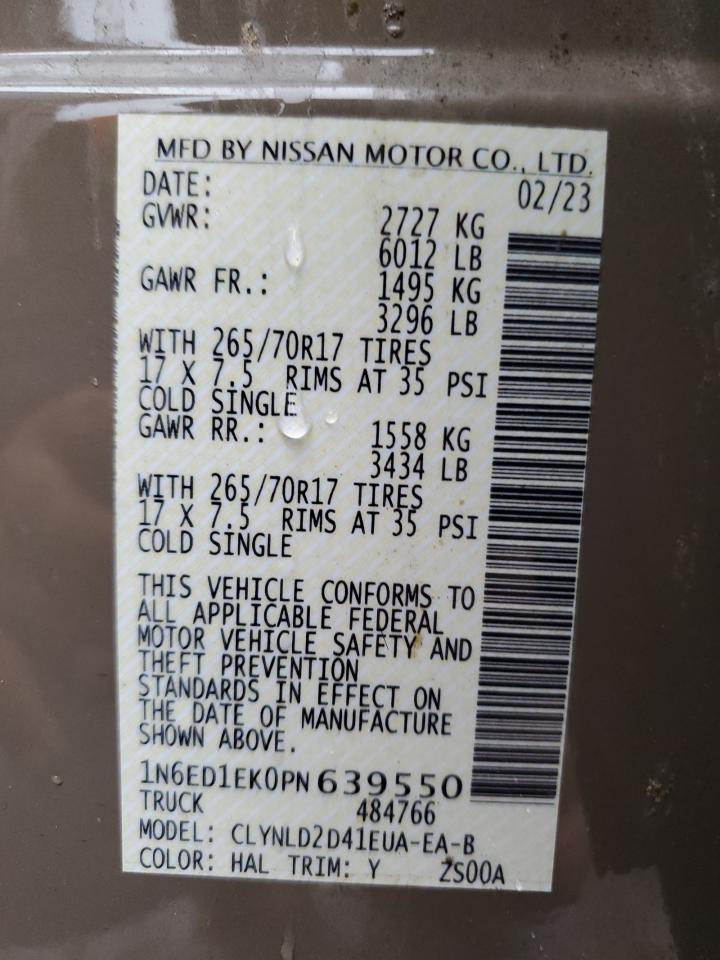 MFD BY NISSAN MOTOR CO., LTD.
DATE: 02/23
GVWR: 2727 KG
6012 LB
GAWR FR.: 1495 KG
3296 LB
WITH 265/70R17 TIRES
17 X 7.5 RIMS AT 35 PSI
COLD SINGLE
GAWR RR.: 1558 KG
3434 LB
WITH 265/70R17 TIRES
17 X 7.5 RIMS AT 35 PSI
COLD SINGLE
THIS VEHICLE CONFORMS TO
ALL APPLICABLE FEDERAL
MOTOR VEHICLE SAFETY AND
THEFT PREVENTION
STANDARDS IN EFFECT ON
THE DATE OF MANUFACTURE
SHOWN ABOVE.
1N6ED1EK0PN639550
TRUCK 484766
MODEL: CLYNLD2D41EUA-EA-B
COLOR: HAL TRIM: Y ZS00A